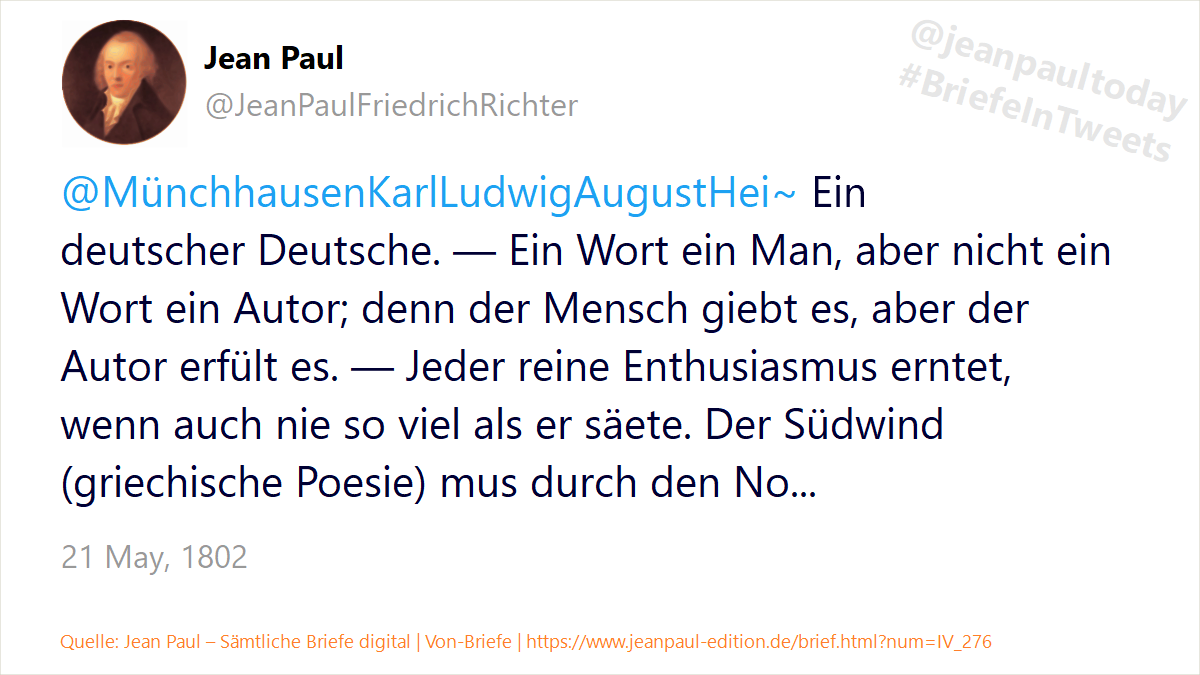 Jean Paul
@JeanPaulFriedrichRichter
@jeanpaultoday
#BriefeInTweets
@MünchhausenKarlLudwigAugustHei~ Ein
deutscher Deutsche. — Ein Wort ein Man, aber nicht ein
Wort ein Autor; denn der Mensch giebt es, aber der
Autor erfült es. — Jeder reine Enthusiasmus erntet,
wenn auch nie so viel als er säete. Der Südwind
(griechische Poesie) mus durch den No...
21 May, 1802
Quelle: Jean Paul – Sämtliche Briefe digital | Von-Briefe | https://www.jeanpaul-edition.de/brief.html?num=IV_276